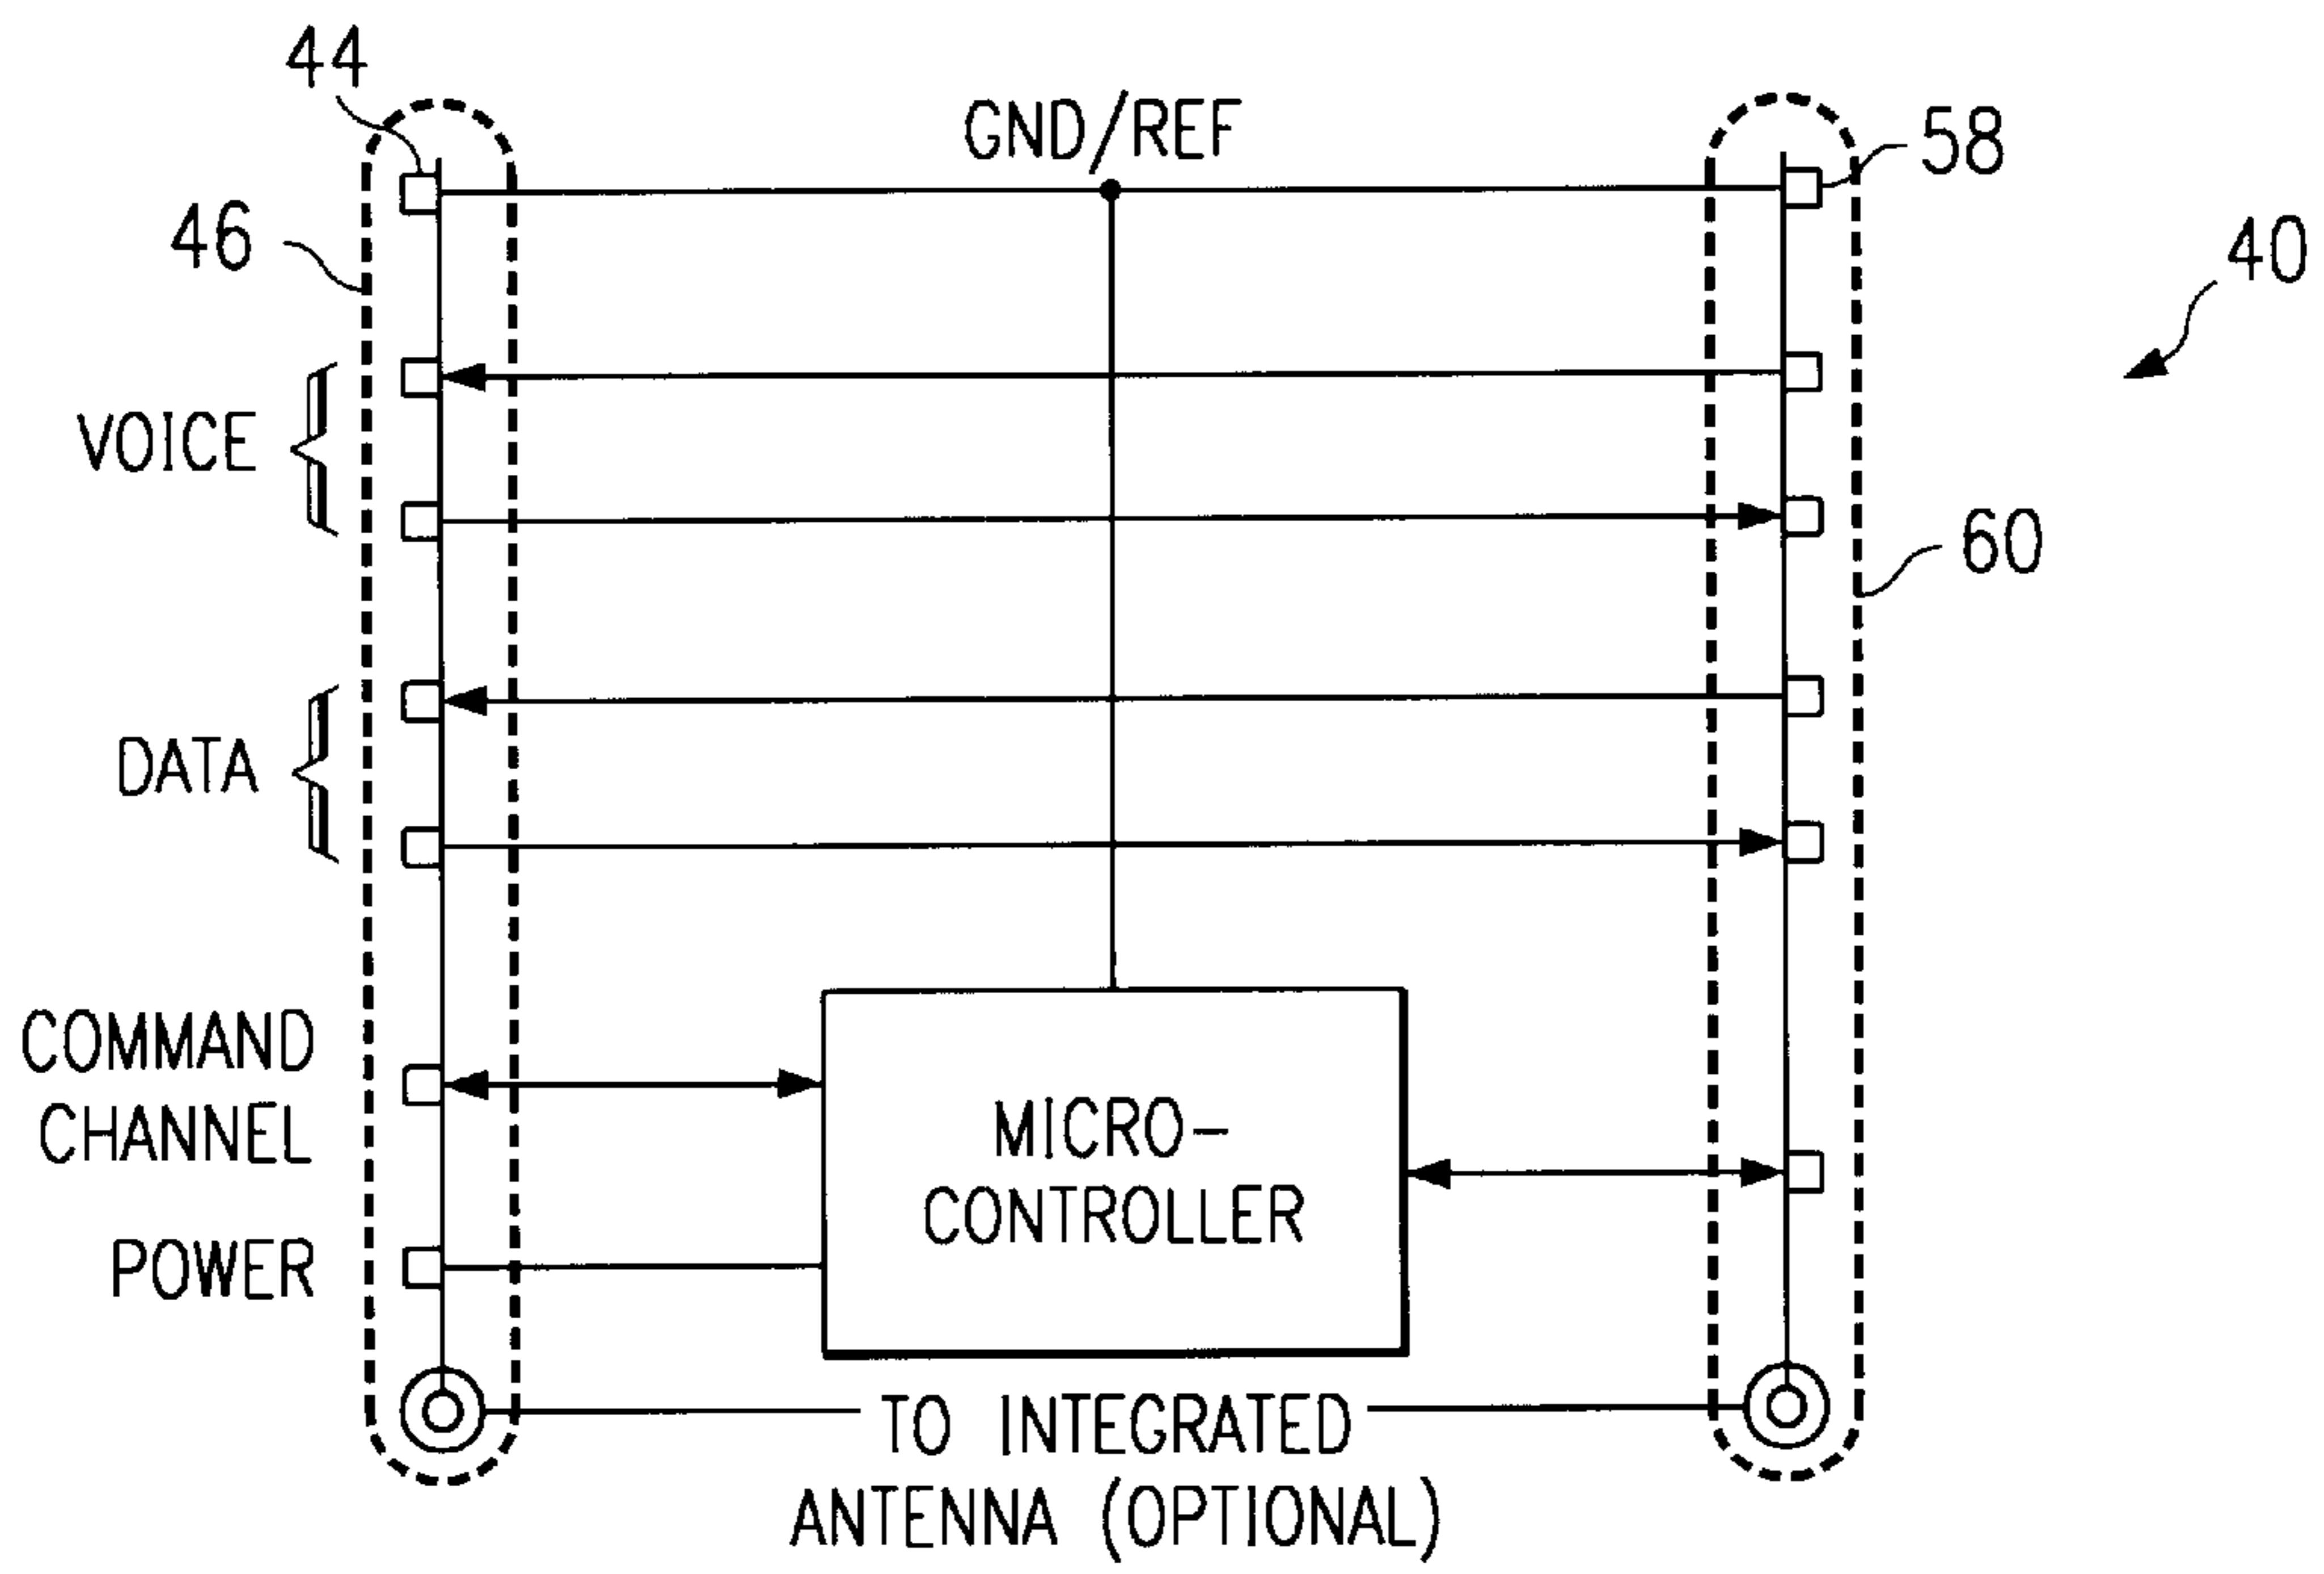 44
GND/REF
58
46
40
VOICE
60
DATA
COMMAND
CHANNEL
MICRO-
CONTROLLER
POWER
TO INTEGRATED
ANTENNA (OPTIONAL)